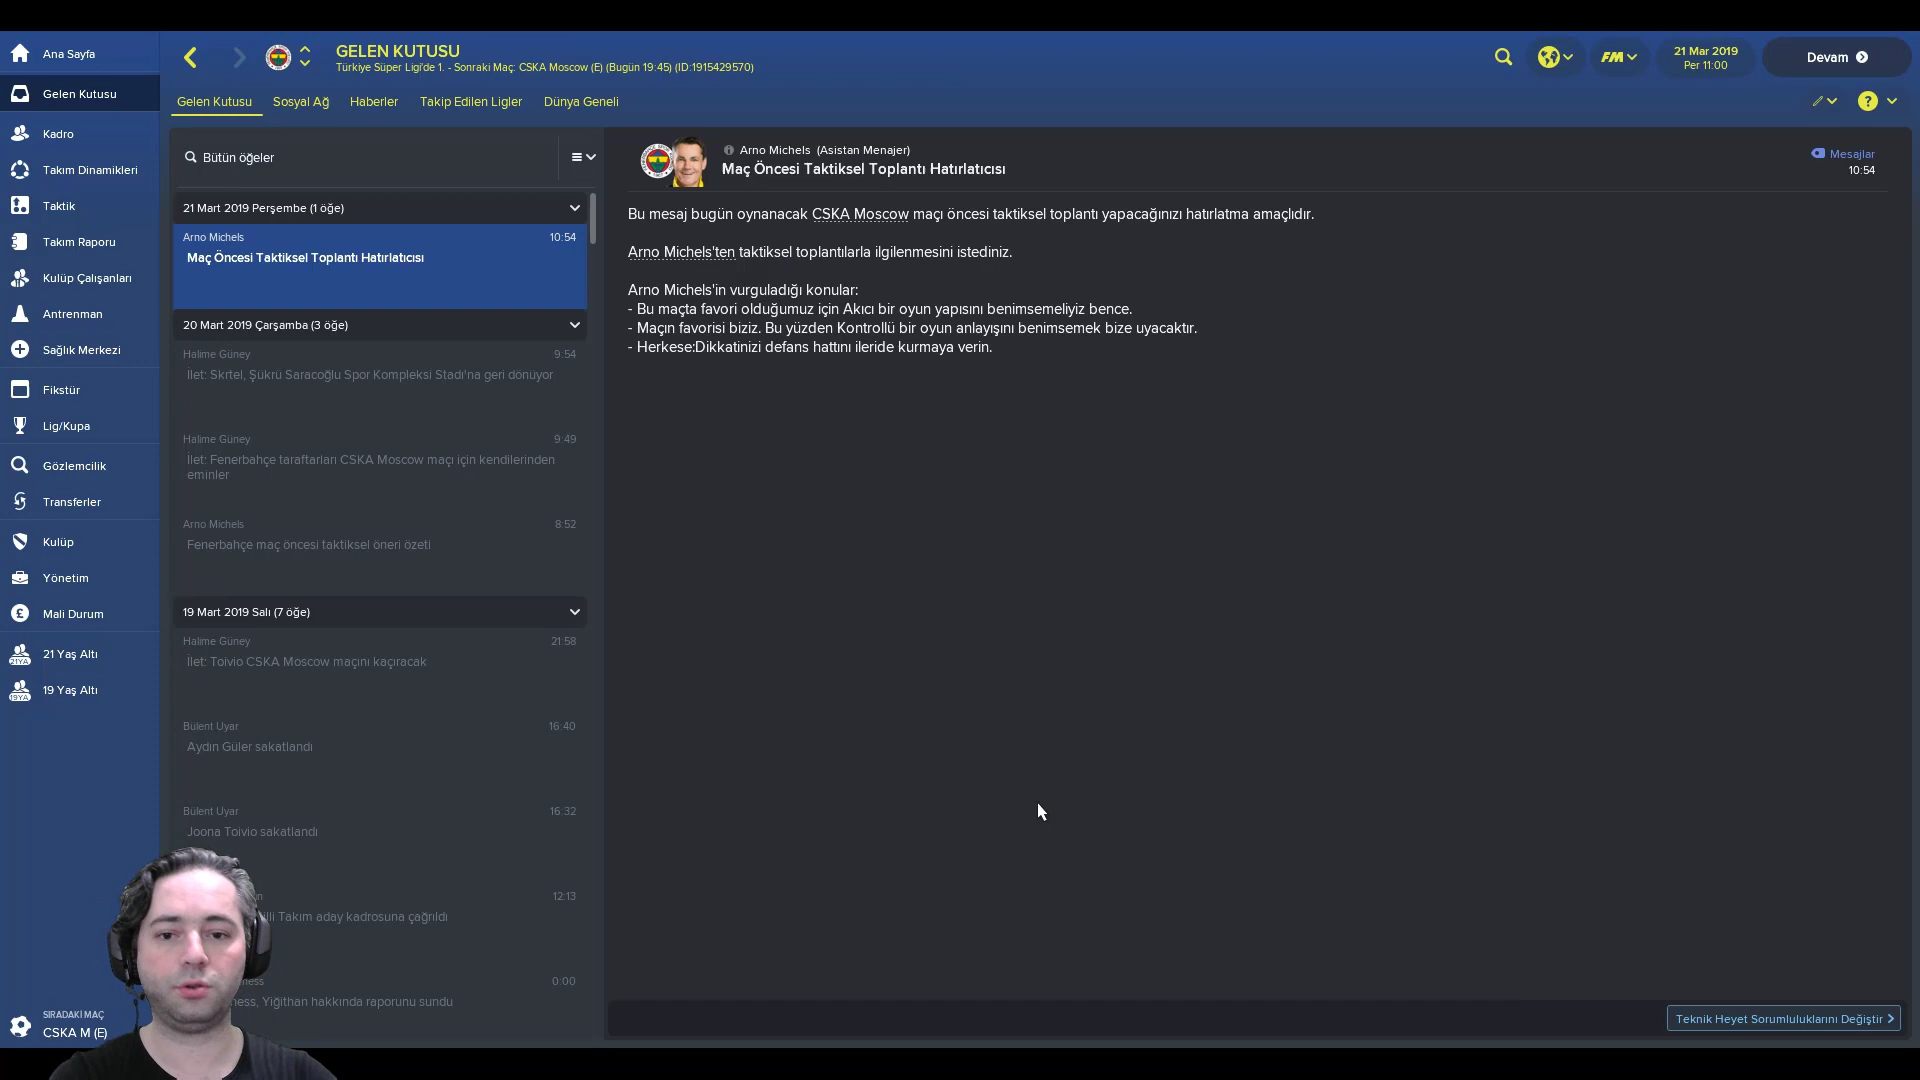 Ana Sayfa
Gelen Kutusu
Kadro
Takım Dinamikleri
Taktik
Takım Raporu
Kulüp Çalışanları
Antrenman
Sağlık Merkezi
Fikstür
Lig/Kupa
Gözlemcilik
Transferler
Kulüp
Yönetim
Mali Durum
21 Yaş Altı
19 Yaş Altı
SIRADAKİ MAÇ
CSKA M (E)
GELEN KUTUSU
Türkiye Süper Ligi'de 1. - Sonraki Maç: CSKA Moscow (E) (Bugün 19:45) (ID:1915429570)
FM
21 Mar 2019
Per 11:00
Devam
Gelen Kutusu Sosyal Ağ Haberler Takip Edilen Ligler Dünya Geneli
?
Bütün öğeler
21 Mart 2019 Perşembe (1 öğe)
Arno Michels 10:54
Maç Öncesi Taktiksel Toplantı Hatırlatıcısı
20 Mart 2019 Çarşamba (3 öğe)
Halime Güney 9:54
İlet: Skrtel, Şükrü Saracoğlu Spor Kompleksi Stadı'na geri dönüyor
Halime Güney 9:49
İlet: Fenerbahçe taraftarları CSKA Moscow maçı için kendilerinden
eminler
Arno Michels 8:52
Fenerbahçe maç öncesi taktiksel öneri özeti
19 Mart 2019 Salı (7 öğe)
Halime Güney 21:58
İlet: Toivio CSKA Moscow maçını kaçıracak
Bülent Uyar 16:40
Aydın Güler sakatlandı
Bülent Uyar 16:32
Joona Toivio sakatlandı
12:13
Takım aday kadrosuna çağrıldı
0:00
Yiğithan hakkında raporunu sundu
Arno Michels (Asistan Menajer)
Maç Öncesi Taktiksel Toplantı Hatırlatıcısı
Mesajlar
10:54
Bu mesaj bugün oynanacak CSKA Moscow maçı öncesi taktiksel toplantı yapacağınızı hatırlatma amaçlıdır.
Arno Michels'ten taktiksel toplantılarla ilgilenmesini istediniz.
Arno Michels'in vurguladığı konular:
- Bu maçta favori olduğumuz için Akıcı bir oyun yapısını benimsemeliyiz bence.
- Maçın favorisi biziz. Bu yüzden Kontrollü bir oyun anlayışını benimsemek bize uyacaktır.
- Herkese:Dikkatinizi defans hattını ileride kurmaya verin.
Teknik Heyet Sorumluluklarını Değiştir